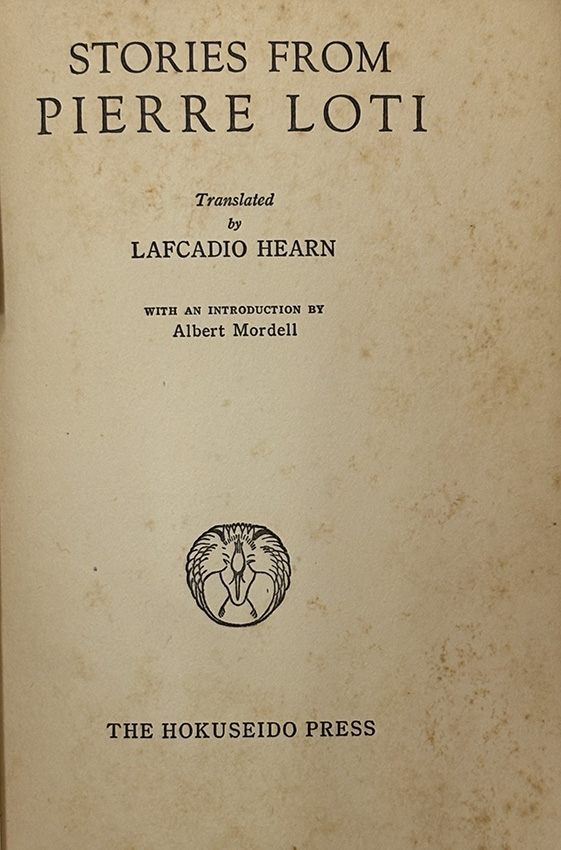 STORIES FROM
PIERRE LOTI
Translated
by
LAFCADIO HEARN
WITH AN INTRODUCTION BY
Albert Mordell
THE HOKUSEIDO PRESS